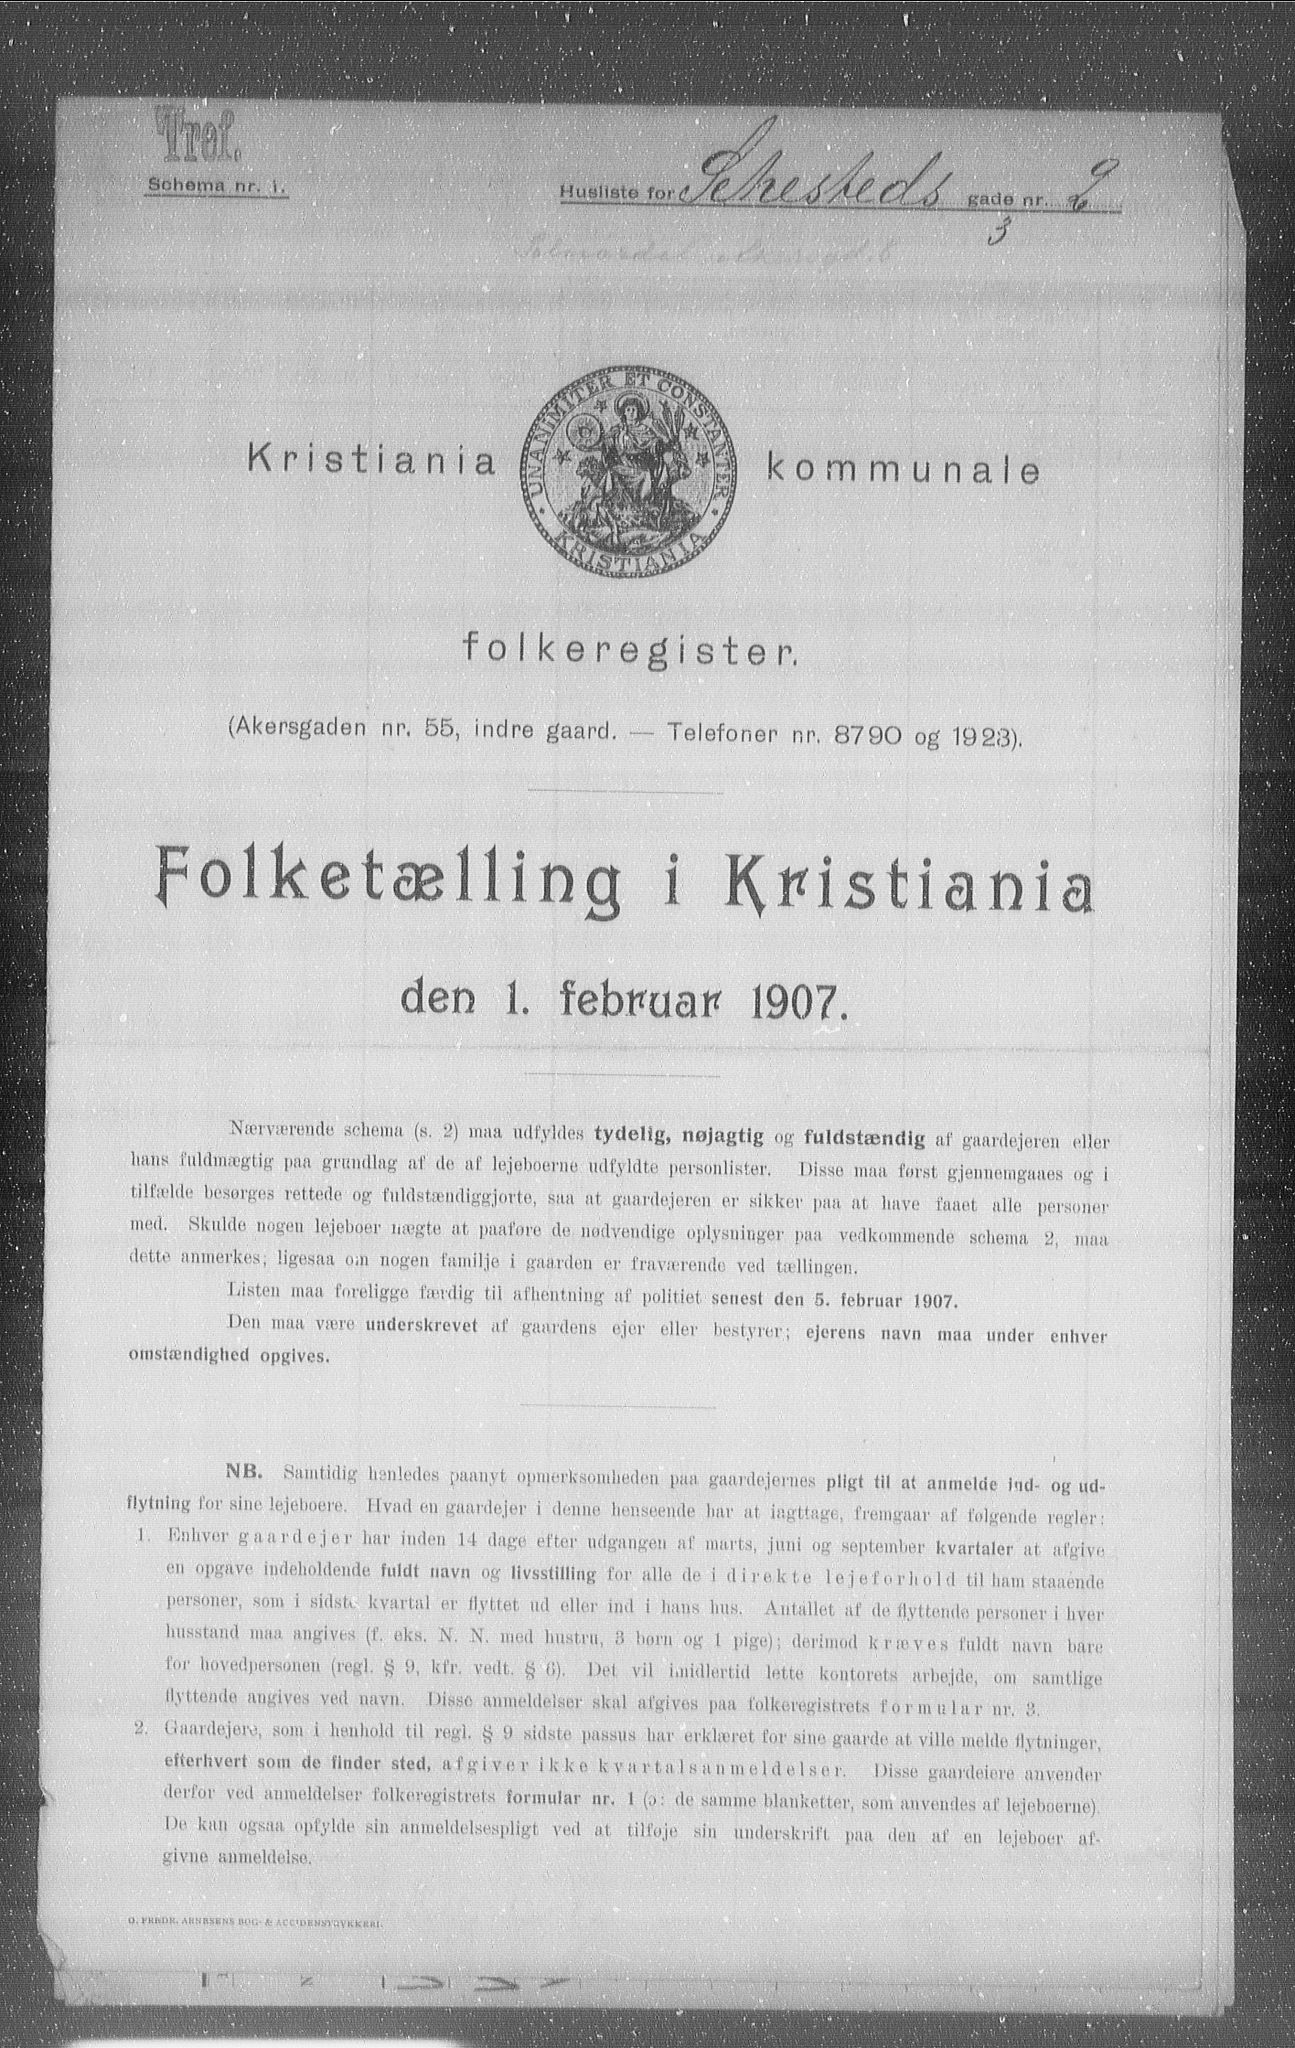 Traf.
Schema nr. 1.
Husliste for Sehesteds gade nr. 2
3
UNANIMITER ET CONSTANTER
KRISTIANIA
Kristiania kommunale
folkeregister.
(Akersgaden nr. 55, indre gaard. — Telefoner nr. 8790 og 1923).
Folketælling i Kristiania
den 1. februar 1907.
Nærværende schema (s. 2) maa udfyldes tydelig, nøjagtig og fuldstændig af gaardejeren eller
hans fuldmægtig paa grundlag af de af lejeboerne udfyldte personlister. Disse maa først gjennemgaaes og i
tilfælde besørges rettede og fuldstændiggjorte, saa at gaardejeren er sikker paa at have faaet alle personer
med. Skulde nogen lejeboer nægte at paaføre de nødvendige oplysninger paa vedkommende schema 2, maa
dette anmerkes; ligesaa om nogen familje i gaarden er fraværende ved tællingen.
Listen maa foreligge færdig til afhentning af politiet senest den 5. februar 1907.
Den maa være underskrevet af gaardens ejer eller bestyrer; ejerens navn maa under enhver
omstændighed opgives.
NB. Samtidig henledes paanyt opmerksomheden paa gaardejernes pligt til at anmelde ind- og ud-
flytning for sine lejeboere. Hvad en gaardejer i denne henseende har at iagttage, fremgaar af følgende regler:
1. Enhver gaardejer har inden 14 dage efter udgangen af marts, juni og september kvartaler at afgive
en opgave indeholdende fuldt navn og livsstilling for alle de i direkte lejeforhold til ham staaende
personer, som i sidste kvartal er flyttet ud eller ind i hans hus. Antallet af de flyttende personer i hver
husstand maa angives (f. eks. N. N. med hustru, 3 børn og 1 pige); derimod kræves fuldt navn bare
for hovedpersonen (regl. § 9, kfr. vedt. § 6). Det vil imidlertid lette kontorets arbejde, om samtlige
flyttende angives ved navn. Disse anmeldelser skal afgives paa folkeregistrets formular nr. 3.
2. Gaardejere, som i henhold til regl. § 9 sidste passus har erklæret for sine gaarde at ville melde flytninger,
efterhvert som de finder sted, afgiver ikke kvartalsanmeldelser. Disse gaardeiere anvender
derfor ved anmeldelser folkeregistrets formular nr. 1 (ɔ: de samme blanketter, som anvendes af lejeboerne).
De kan ogsaa opfylde sin anmeldelsespligt ved at tilføje sin underskrift paa den af en lejeboer af-
givne anmeldelse.
O. FREDR. ARNESENS BOG- & ACCIDENSTRYKKERI.